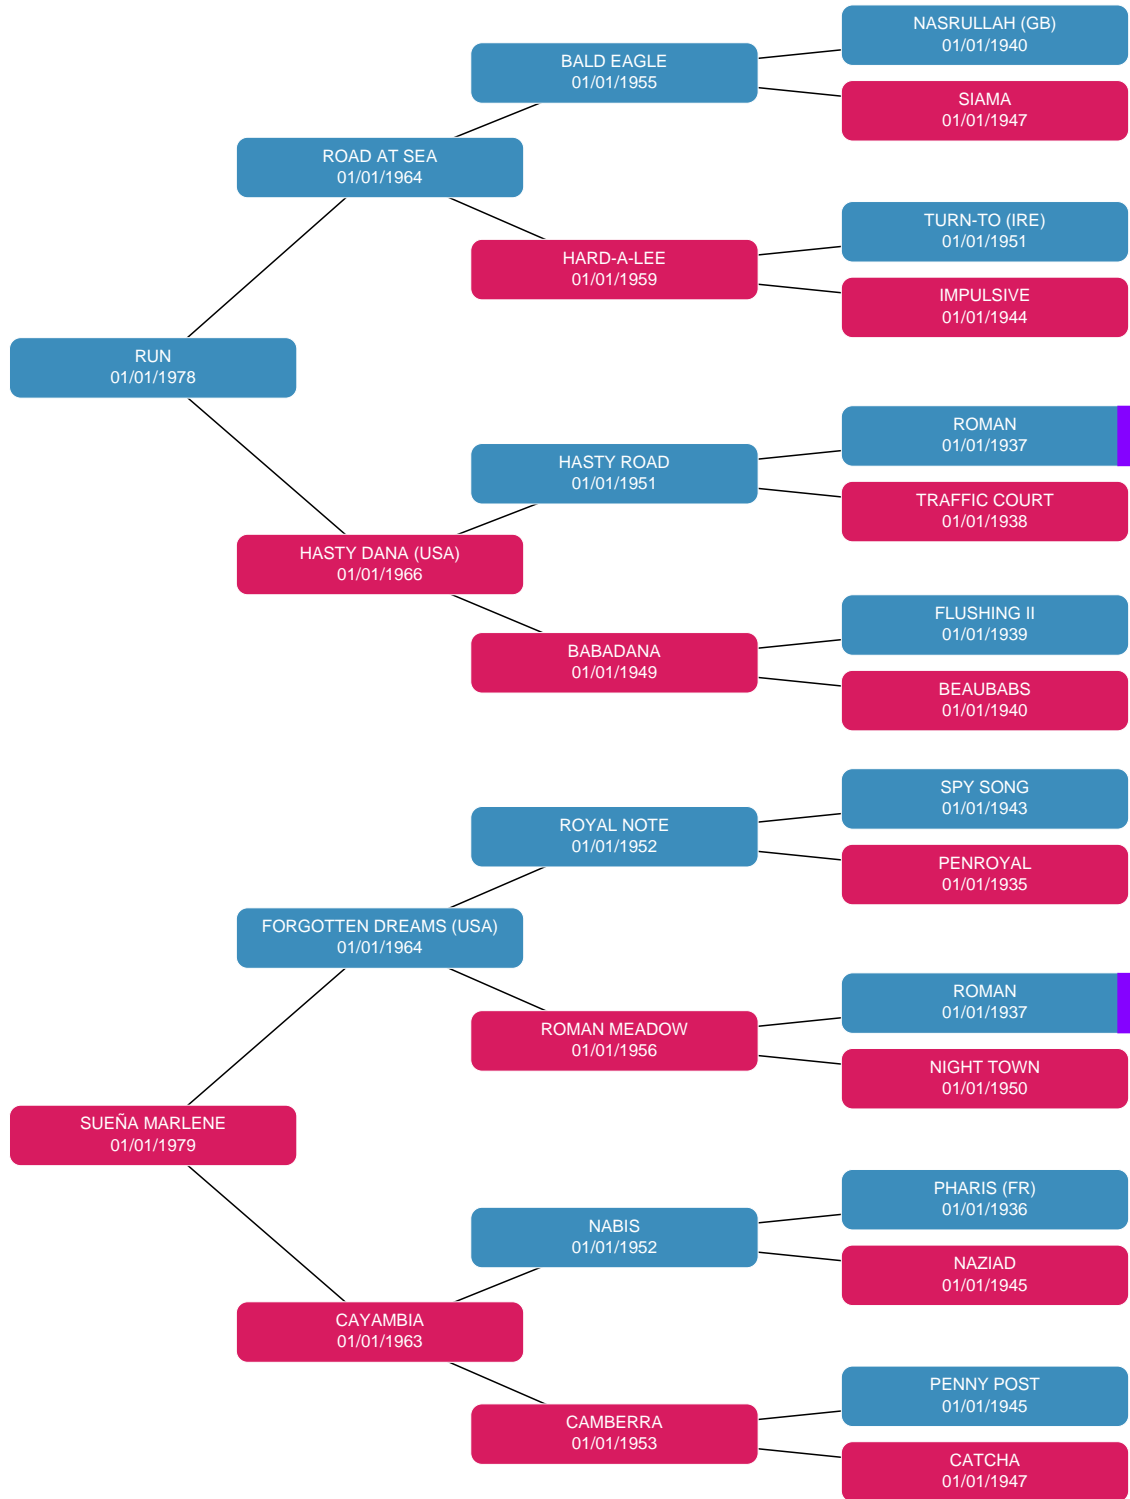 NASRULLAH (GB)
01/01/1940
BALD EAGLE
01/01/1955
SIAMA
01/01/1947
ROAD AT SEA
01/01/1964
TURN-TO (IRE)
01/01/1951
HARD-A-LEE
01/01/1959
IMPULSIVE
01/01/1944
RUN
01/01/1978
ROMAN
01/01/1937
HASTY ROAD
01/01/1951
TRAFFIC COURT
01/01/1938
HASTY DANA (USA)
01/01/1966
FLUSHING II
01/01/1939
BABADANA
01/01/1949
BEAUBABS
01/01/1940
SPY SONG
01/01/1943
ROYAL NOTE
01/01/1952
PENROYAL
01/01/1935
FORGOTTEN DREAMS (USA)
01/01/1964
ROMAN
01/01/1937
ROMAN MEADOW
01/01/1956
NIGHT TOWN
01/01/1950
SUEÑA MARLENE
01/01/1979
PHARIS (FR)
01/01/1936
NABIS
01/01/1952
NAZIAD
01/01/1945
CAYAMBIA
01/01/1963
PENNY POST
01/01/1945
CAMBERRA
01/01/1953
CATCHA
01/01/1947